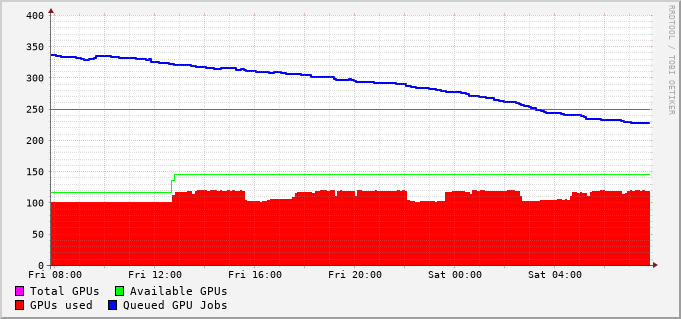 400
350
300
250
200
150
100
50
0
Fri 08:00 Fri 12:00 Fri 16:00 Fri 20:00 Sat 00:00 Sat 04:00
Total GPUs Available GPUs
GPUs used Queued GPU Jobs
RRDTOOL / TOBI OETIKER